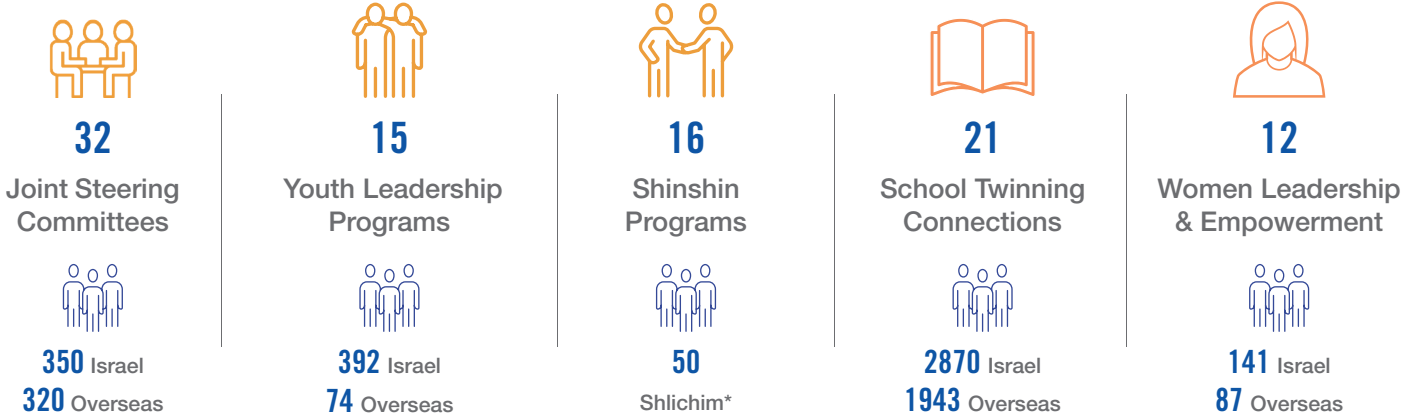 32
Joint Steering
Committees
350 Israel
320 Overseas
15
Youth Leadership
Programs
392 Israel
74 Overseas
16
Shinshin
Programs
50
Shlichim*
21
School Twinning
Connections
2870 Israel
1943 Overseas
12
Women Leadership
& Empowerment
141 Israel
87 Overseas